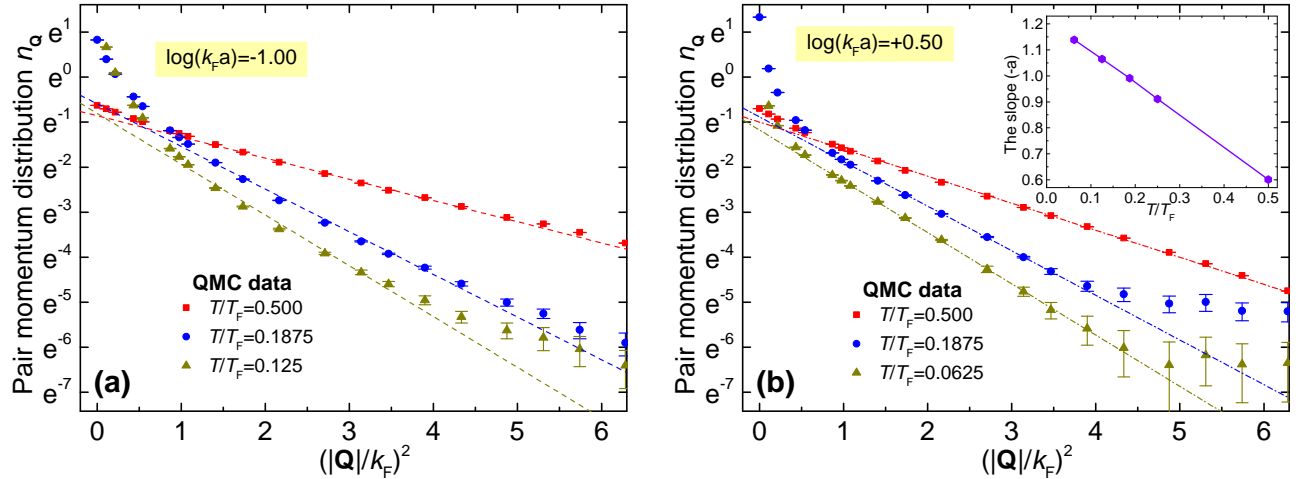 Pair momentum distribution n_Q
e^1
e^0
e^-1
e^-2
e^-3
e^-4
e^-5
e^-6
e^-7
log(k_Fa)=-1.00
QMC data
T/T_F=0.500
T/T_F=0.1875
T/T_F=0.125
(a)
0 1 2 3 4 5 6
(|Q|/k_F)^2
Pair momentum distribution n_Q
e^1
e^0
e^-1
e^-2
e^-3
e^-4
e^-5
e^-6
e^-7
log(k_Fa)=+0.50
The slope (-a)
1.2
1.1
1.0
0.9
0.8
0.7
0.6
0.0 0.1 0.2 0.3 0.4 0.5
T/T_F
QMC data
T/T_F=0.500
T/T_F=0.1875
T/T_F=0.0625
(b)
0 1 2 3 4 5 6
(|Q|/k_F)^2